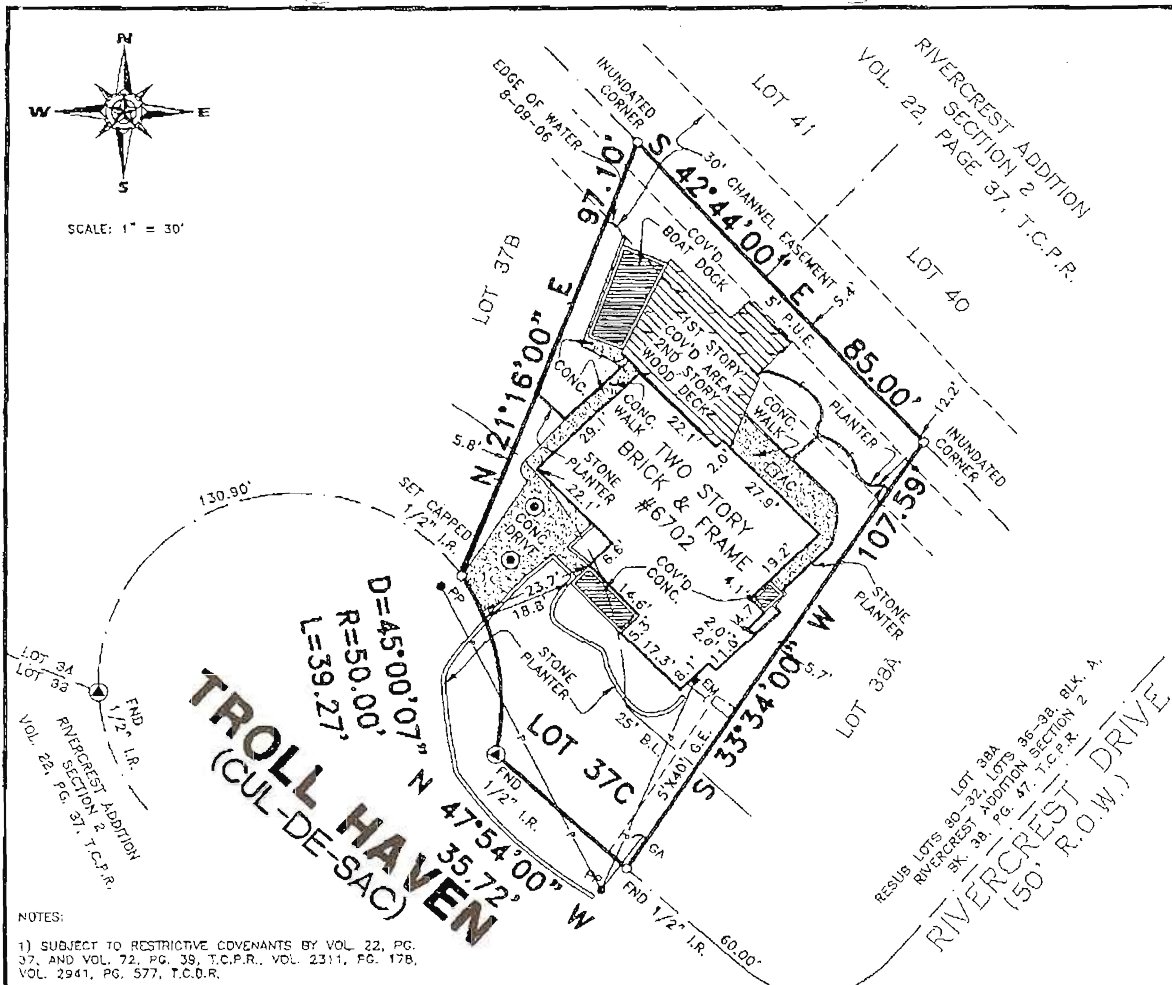 N
W
E
S
SCALE: 1" = 30'
EDGE OF WATER
8-09-06
INUNDATED
CORNER
LOT 41
RIVERCREST ADDITION
SECTION 2
VOL. 22, PAGE 37, T.C.P.R.
LOT 40
30' CHANNEL EASEMENT
S 42°44'00" E
85.00'
5' P.U.E.
5.4'
97.10'
N 21°16'00" E
LOT 37B
COV'D
BOAT DOCK
1ST STORY
COV'D AREA
2ND STORY
WOOD DECK
CONC.
CONC.
WALK
CONC.
WALK
PLANTER
12.2'
INUNDATED
CORNER
5.8'
29.1'
22.1'
2.0'
27.9'
TWO STORY
BRICK & FRAME
#6702
STONE
PLANTER
22.1'
A/C
19.2'
107.59'
SET CAPPED
1/2" I.R.
CONC.
DRIVE
COV'D
CONC.
4.1'
4.7'
2.0'
2.0'
STONE
PLANTER
23.7'
18.8'
14.6'
17.3'
8.1'
5.7'
EM
PP
130.90'
D=45°00'07"
R=50.00'
L=39.27'
STONE
PLANTER
25' B.L.
5'X40' G.E.
S 33°34'00" W
LOT 38A
LOT 37C
LOT 3A
LOT 33
FND
1/2" I.R.
RIVERCREST ADDITION
SECTION 2
VOL. 22, PG. 37, T.C.P.R.
TROLL HAVEN
(CUL-DE-SAC)
FND
1/2" I.R.
N 47°54'00" W
35.72'
PP
GA
FND 1/2" I.R.
60.00'
LOT 38A
RESUB LOTS 30-32, LOTS 36-38, BLK. A,
RIVERCREST ADDITION SECTION 2
BK. 38, PG. 47, T.C.P.R.
RIVERCREST DRIVE
(50' R.O.W.)
NOTES:
1) SUBJECT TO RESTRICTIVE COVENANTS BY VOL. 22, PG.
37, AND VOL. 72, PG. 39, T.C.P.R., VOL. 2311, PG. 178,
VOL. 2941, PG. 577, T.C.D.R.